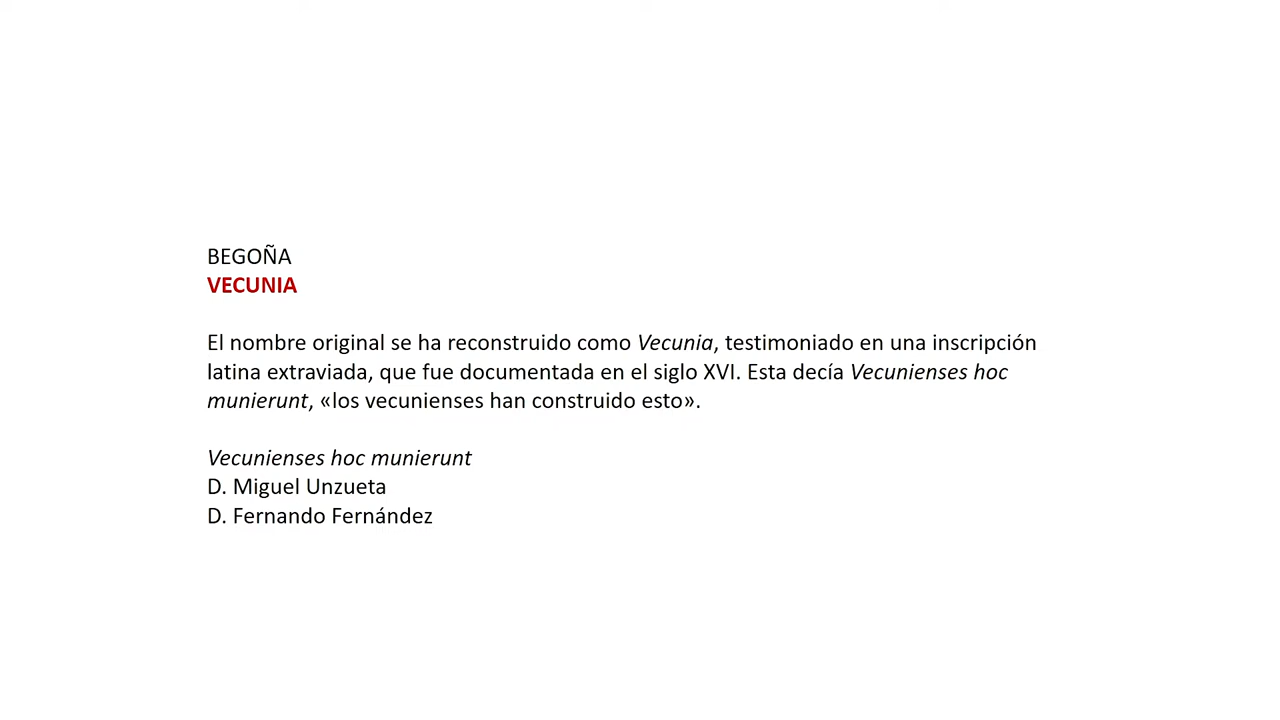 BEGOÑA
VECUNIA
El nombre original se ha reconstruido como Vecunia, testimoniado en una inscripción
latina extraviada, que fue documentada en el siglo XVI. Esta decía Vecunienses hoc
munierunt, «los vecunienses han construido esto».
Vecunienses hoc munierunt
D. Miguel Unzueta
D. Fernando Fernández